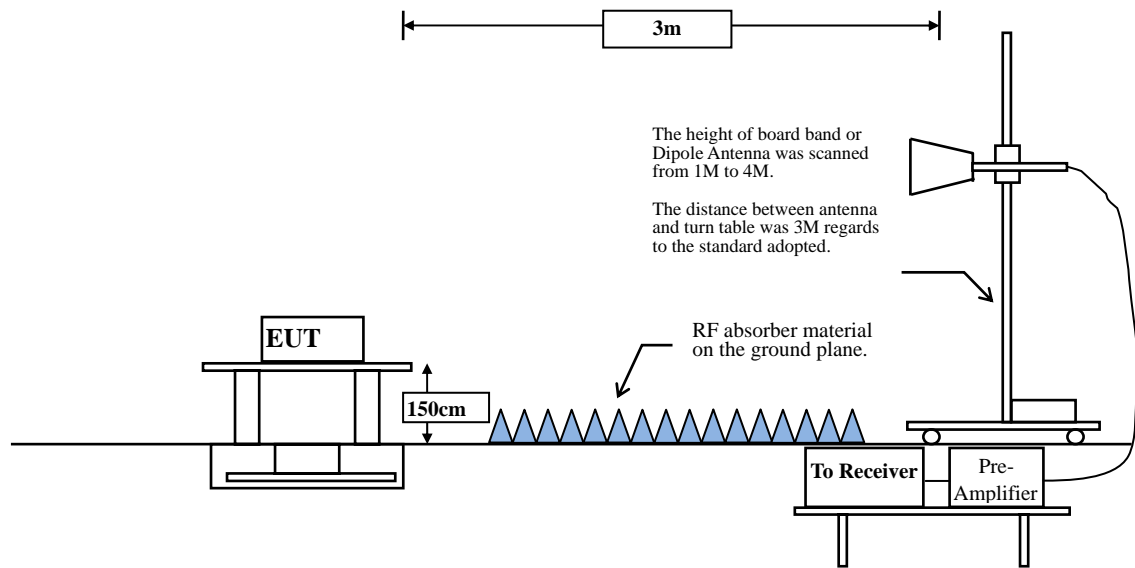 3m
The height of board band or
Dipole Antenna was scanned
from 1M to 4M.
The distance between antenna
and turn table was 3M regards
to the standard adopted.
EUT
RF absorber material
on the ground plane.
150cm
To Receiver
Pre-
Amplifier